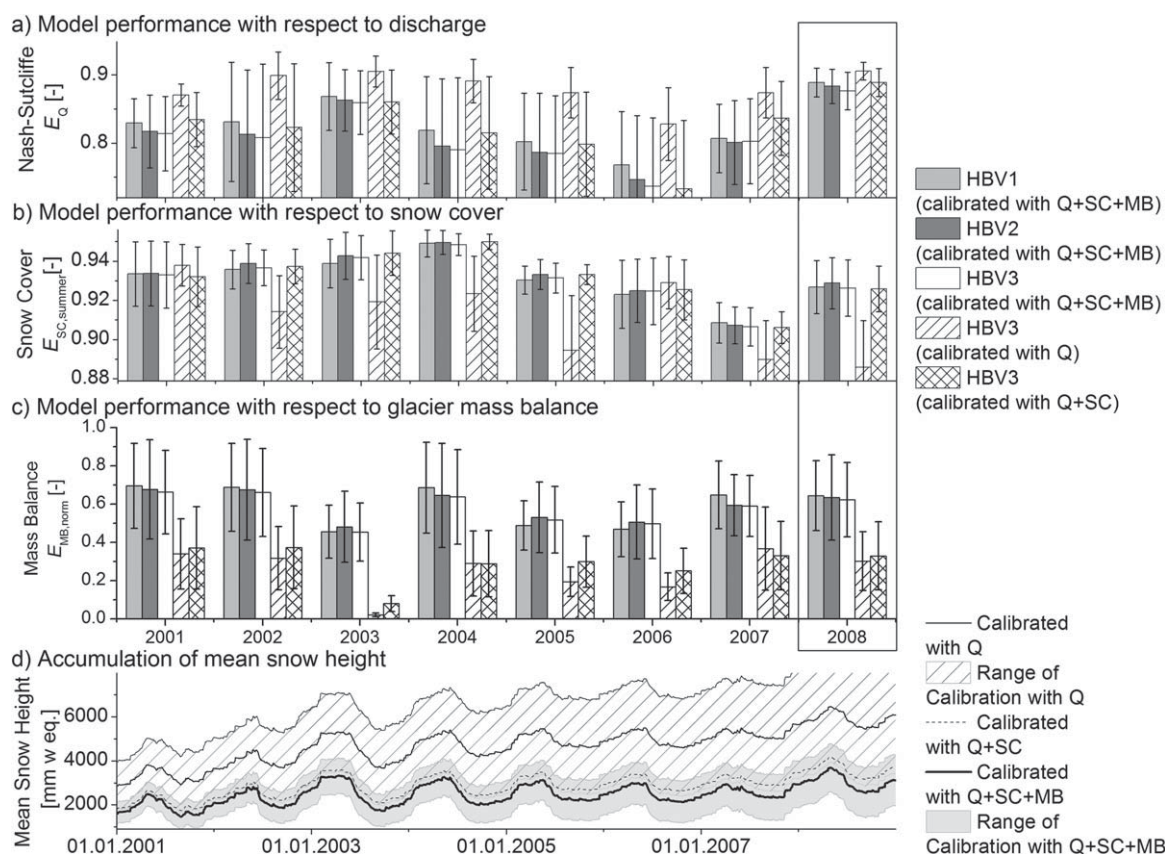 a) Model performance with respect to discharge
Nash-Sutcliffe
E_Q [-]
0.9
0.8
b) Model performance with respect to snow cover
Snow Cover
E_SC,summer[-]
0.94
0.92
0.90
0.88
c) Model performance with respect to glacier mass balance
Mass Balance
E_MB,norm [-]
1.0
0.8
0.6
0.4
0.2
0.0
2001 2002 2003 2004 2005 2006 2007 2008
HBV1
(calibrated with Q+SC+MB)
HBV2
(calibrated with Q+SC+MB)
HBV3
(calibrated with Q+SC+MB)
HBV3
(calibrated with Q)
HBV3
(calibrated with Q+SC)
d) Accumulation of mean snow height
Mean Snow Height
[mm w eq.]
6000
4000
2000
01.01.2001 01.01.2003 01.01.2005 01.01.2007
Calibrated
with Q
Range of
Calibration with Q
Calibrated
with Q+SC
Calibrated
with Q+SC+MB
Range of
Calibration with Q+SC+MB